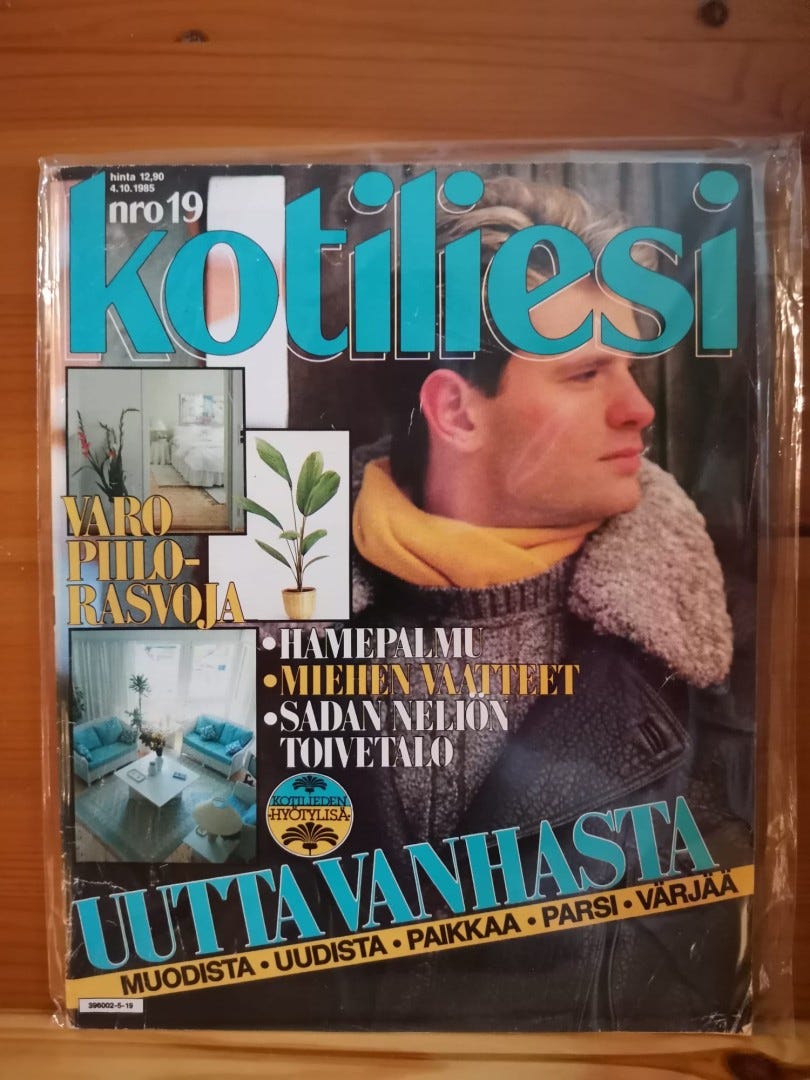 hinta 12,90
4.10.1985
nro 19
kotiliesi
VARO
PIILO-
RASVOJA
•HAMEPALMU
•MIEHEN VAATTEET
•SADAN NELIÖN
TOIVETALO
KOTILIEDEN
·HYÖTYLISÄ·
UUTTA VANHASTA
MUODISTA • UUDISTA • PAIKKAA • PARSI • VÄRJÄÄ
396002-5-19